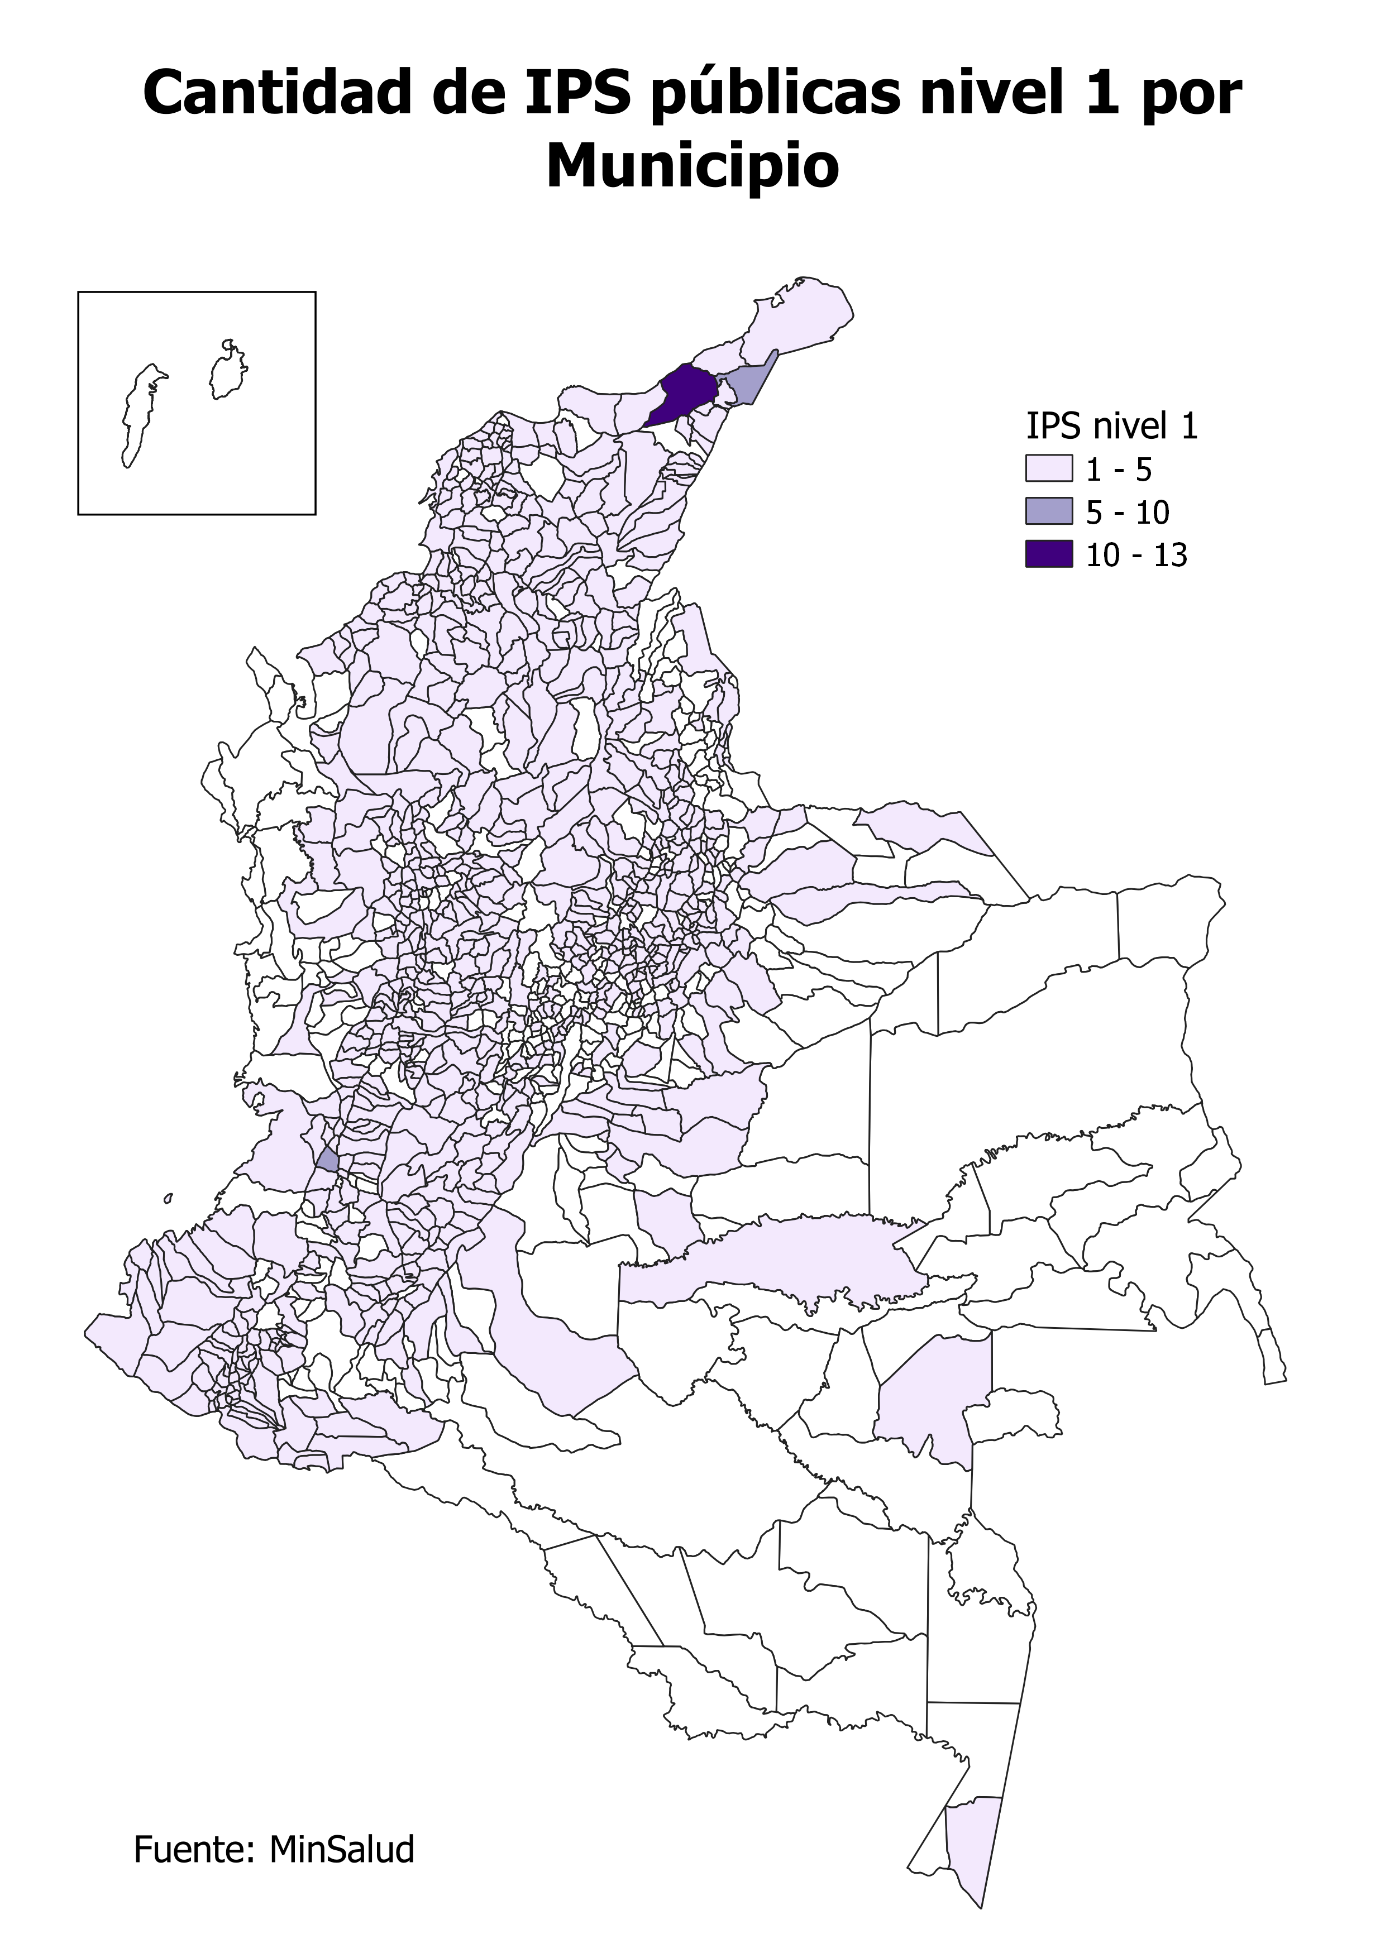 Cantidad de IPS públicas nivel 1 por
Municipio
IPS nivel 1
1 - 5
5 - 10
10 - 13
Fuente: MinSalud